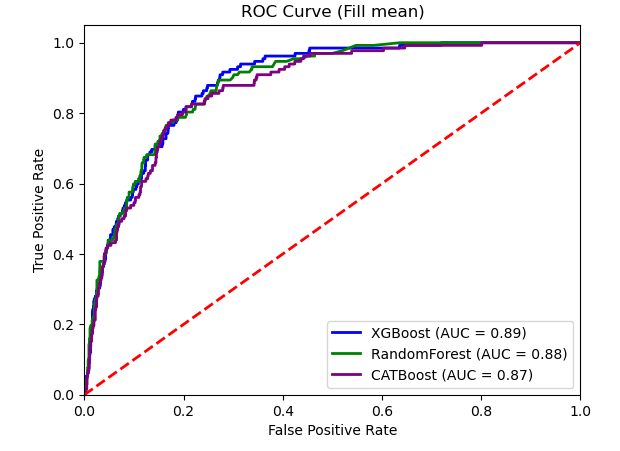 ROC Curve (Fill mean)
True Positive Rate
1.0
0.8
0.6
0.4
0.2
0.0
0.0 0.2 0.4 0.6 0.8 1.0
False Positive Rate
XGBoost (AUC = 0.89)
RandomForest (AUC = 0.88)
CATBoost (AUC = 0.87)